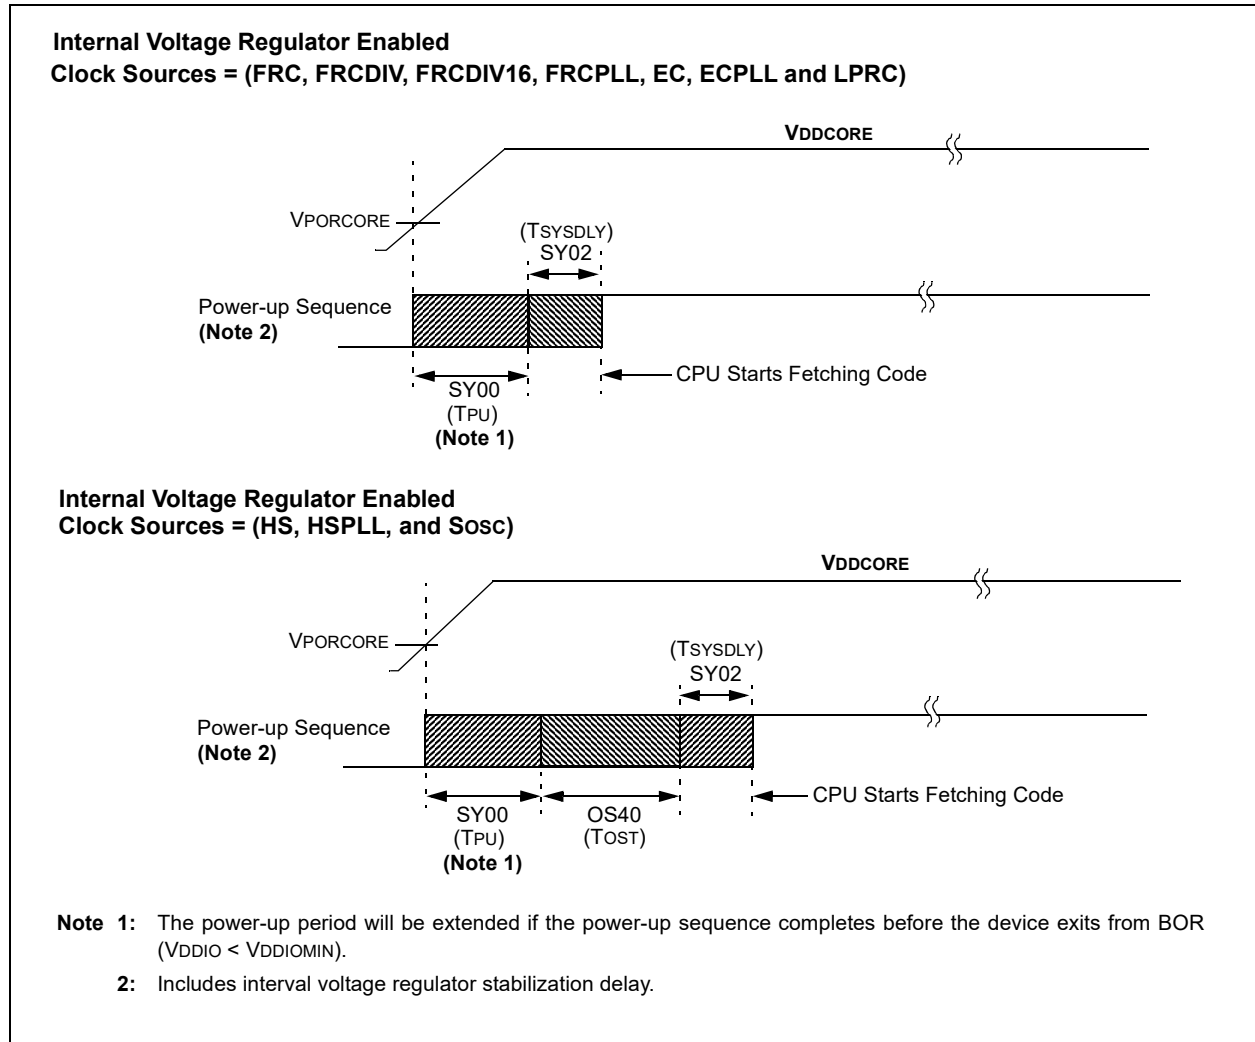 Internal Voltage Regulator Enabled
Clock Sources = (FRC, FRCDIV, FRCDIV16, FRCPLL, EC, ECPLL and LPRC)
VDDCORE
VPORCORE
(TSYSDLY)
SY02
Power-up Sequence
(Note 2)
CPU Starts Fetching Code
SY00
(TPU)
(Note 1)
Internal Voltage Regulator Enabled
Clock Sources = (HS, HSPLL, and SOSC)
VDDCORE
VPORCORE
(TSYSDLY)
SY02
Power-up Sequence
(Note 2)
CPU Starts Fetching Code
SY00
(TPU)
(Note 1)
OS40
(TOST)
Note 1: The power-up period will be extended if the power-up sequence completes before the device exits from BOR
(VDDIO < VDDIOMIN).
2: Includes interval voltage regulator stabilization delay.